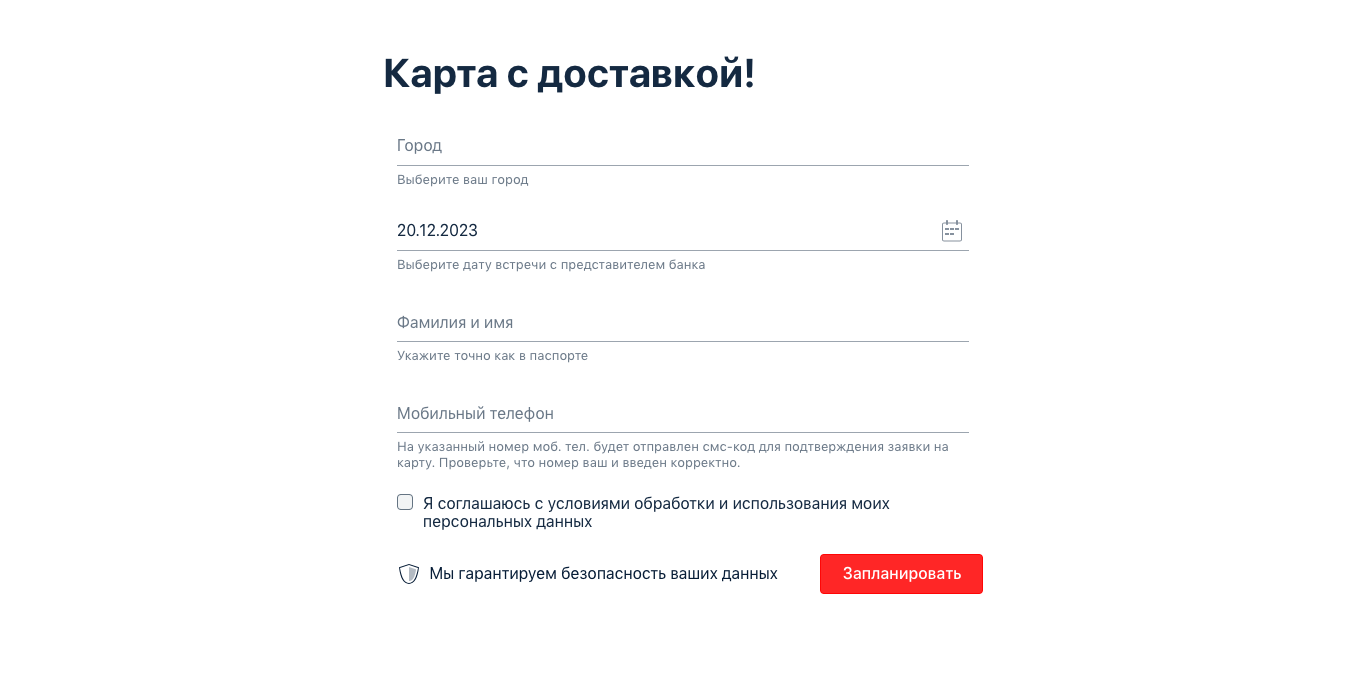 Карта с доставкой!
Город
Выберите ваш город
20.12.2023
Выберите дату встречи с представителем банка
Фамилия и имя
Укажите точно как в паспорте
Мобильный телефон
На указанный номер моб. тел. будет отправлен смс-код для подтверждения заявки на
карту. Проверьте, что номер ваш и введен корректно.
Я соглашаюсь с условиями обработки и использования моих
персональных данных
Мы гарантируем безопасность ваших данных
Запланировать